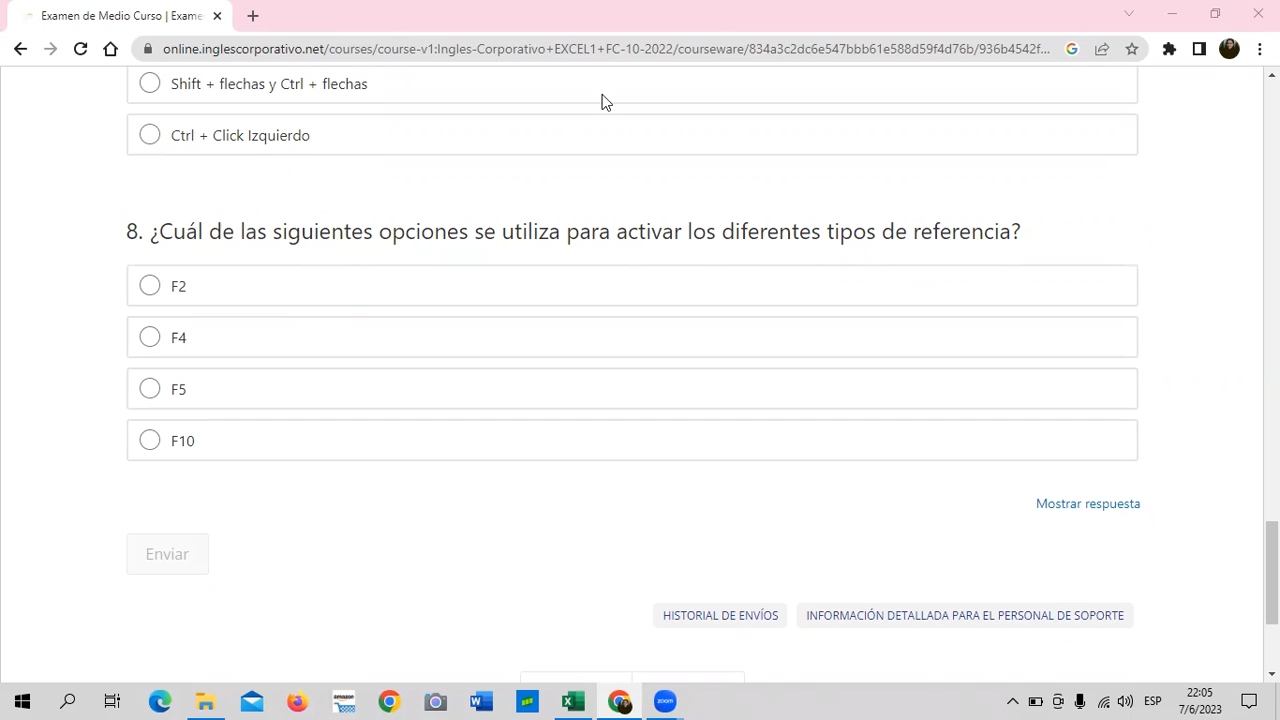 Examen de Medio Curso | Exame
online.inglescorporativo.net/courses/course-v1:Ingles-Corporativo+EXCEL1+FC-10-2022/courseware/834a3c2dc6e547bbb61e588d59f4d76b/936b4542f...
Shift + flechas y Ctrl + flechas
Ctrl + Click Izquierdo
8. ¿Cuál de las siguientes opciones se utiliza para activar los diferentes tipos de referencia?
F2
F4
F5
F10
Mostrar respuesta
Enviar
HISTORIAL DE ENVÍOS INFORMACIÓN DETALLADA PARA EL PERSONAL DE SOPORTE
amazon
zoom
ESP
22:05
7/6/2023